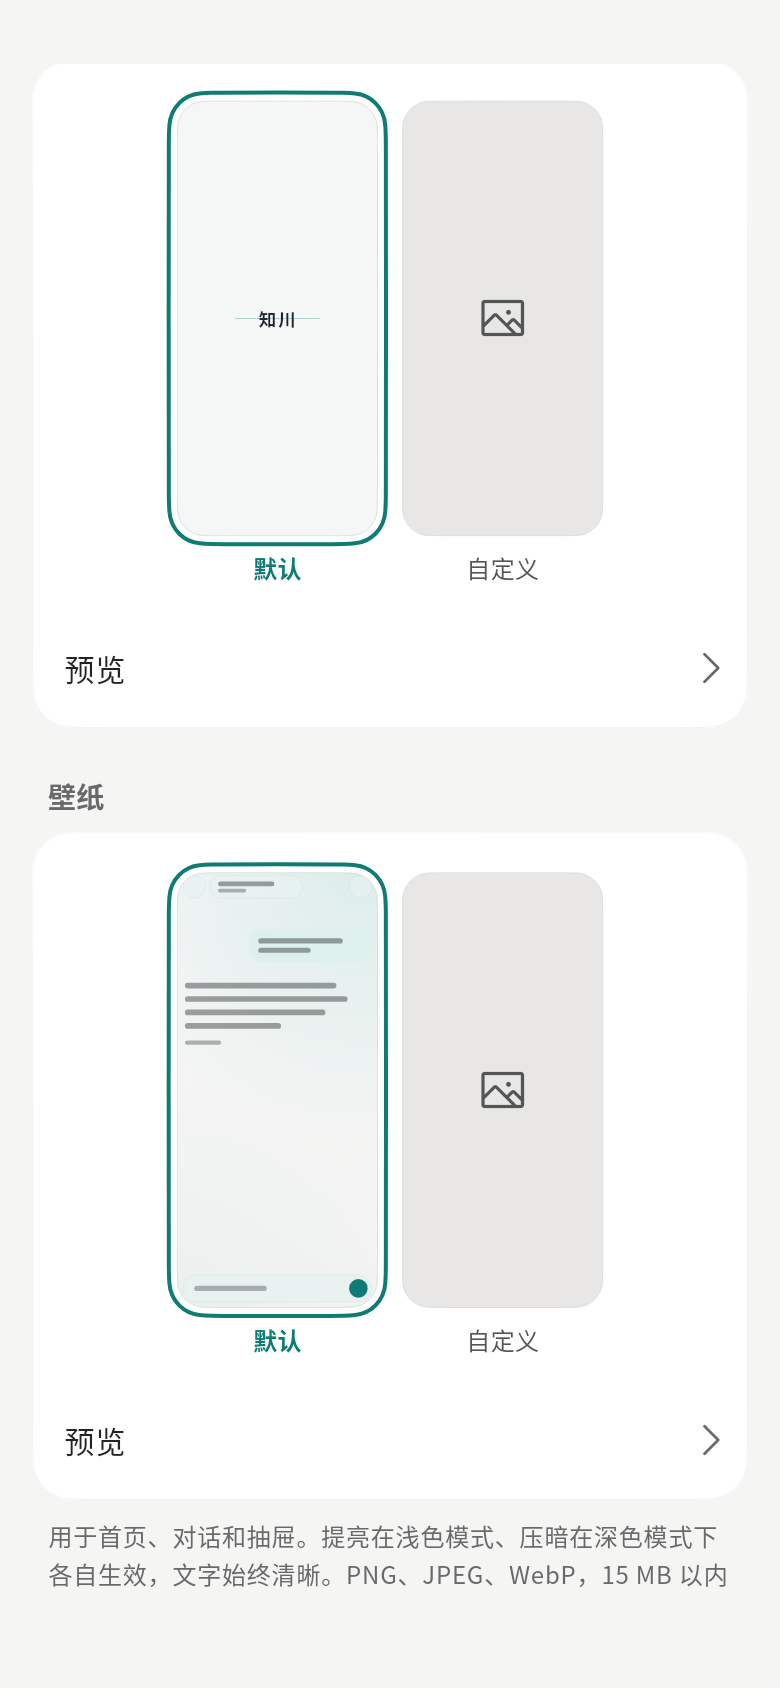 知川
默认
自定义
预览
壁纸
默认
自定义
预览
用于首页、对话和抽屉。提亮在浅色模式、压暗在深色模式下
各自生效，文字始终清晰。PNG、JPEG、WebP，15 MB 以内